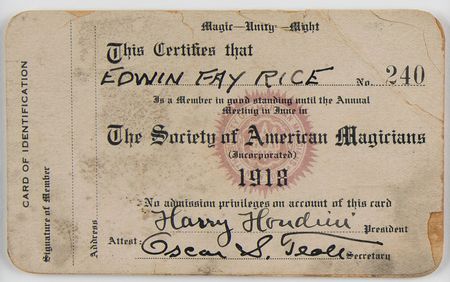 Magic—Unity—Might
This Certifies that
EDWIN FAY RICE No. 240
Is a Member in good standing until the Annual
Meeting in June in
The Society of American Magicians
(Incorporated)
1918
No admission privileges on account of this card
Harry Houdini President
Attest: Oscar S. Teale Secretary
CARD OF IDENTIFICATION
Signature of Member
Address